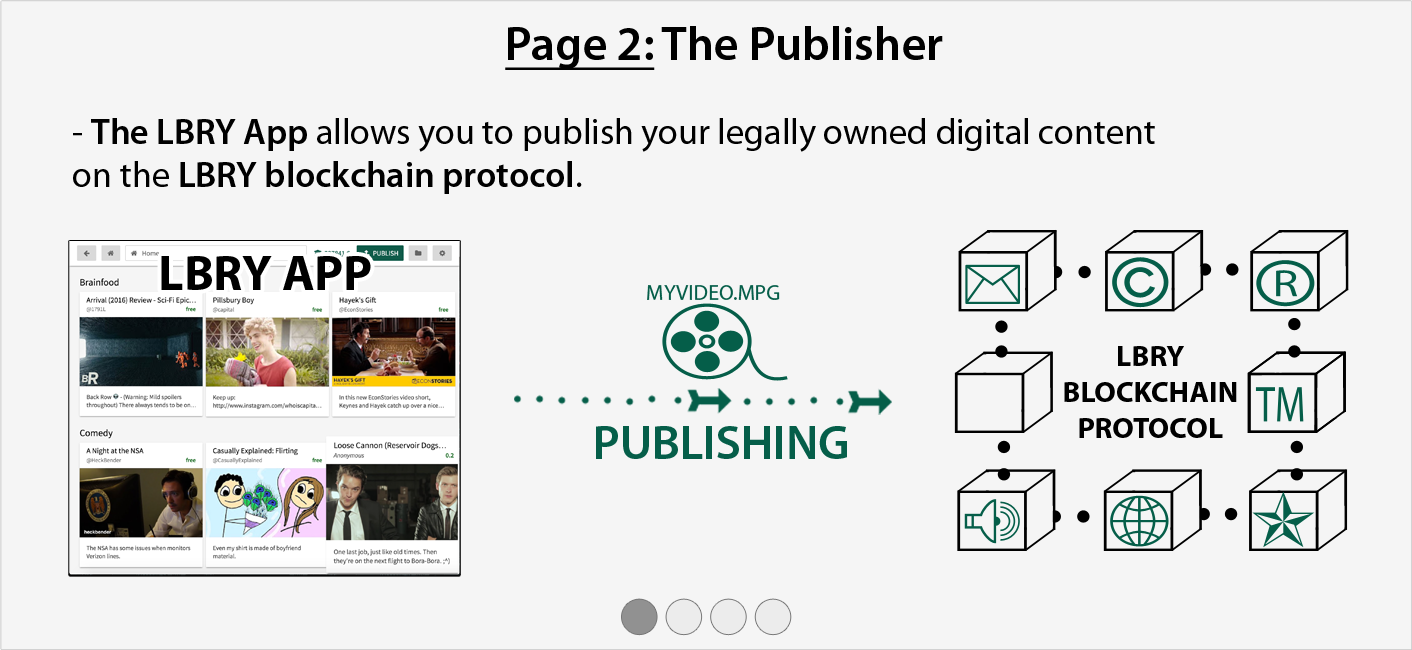 Page 2: The Publisher
- The LBRY App allows you to publish your legally owned digital content
on the LBRY blockchain protocol.
Home
PUBLISH
LBRY APP
Brainfood
Arrival (2016) Review - Sci-Fi Epic...
@1791L
free
Pillsbury Boy
@capital
free
Hayek's Gift
@EconStories
free
BR
HAYEK'S GIFT
ECONSTORIES
Back Row
- (Warning: Mild spoilers
throughout) There always tends to be on...
Keep up:
http://www.instagram.com/whoiscapita...
In this new EconStories video short,
Keynes and Hayek catch up over a nice...
Comedy
A Night at the NSA
@HeckBender
free
Casually Explained: Flirting
@CasuallyExplained
free
Loose Cannon (Reservoir Dogs...
Anonymous
0.2
heckbender
The NSA has some issues when monitors
Verizon lines.
Even my shirt is made of boyfriend
material.
One last job, just like old times. Then
they're on the next flight to Bora-Bora. ;^)
MYVIDEO.MPG
PUBLISHING
©
®
LBRY
BLOCKCHAIN
PROTOCOL
TM